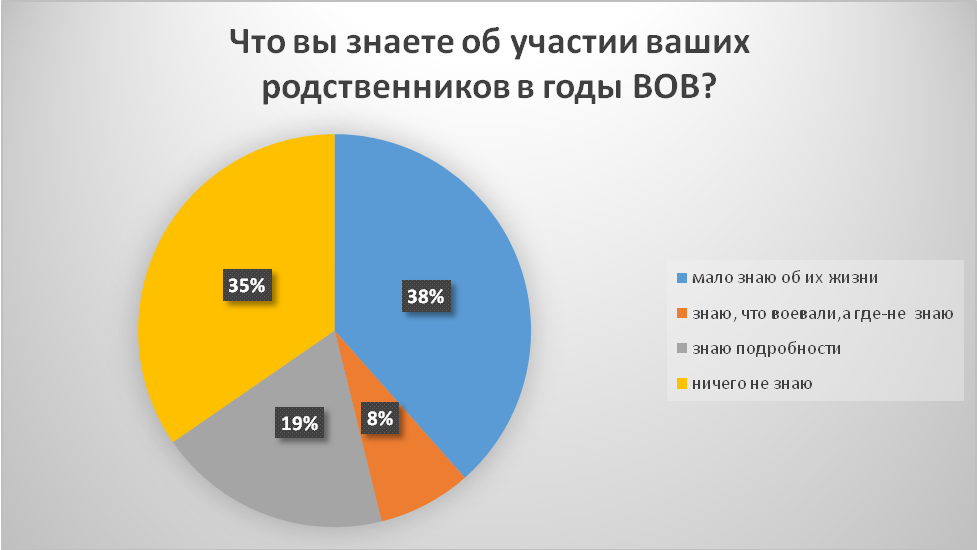 Что вы знаете об участии ваших
родственников в годы ВОВ?
35%
38%
19%
8%
мало знаю об их жизни
знаю, что воевали,а где-не знаю
знаю подробности
ничего не знаю